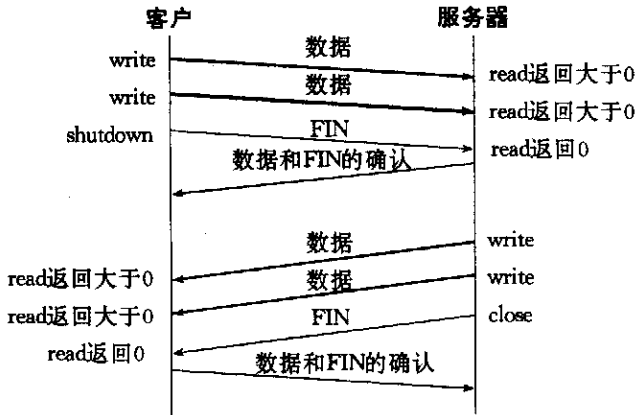 客户 服务器
write 数据 read返回大于0
write 数据 read返回大于0
shutdown FIN read返回0
数据和FIN的确认
数据 write
read返回大于0 数据 write
read返回大于0 FIN close
read返回0 数据和FIN的确认